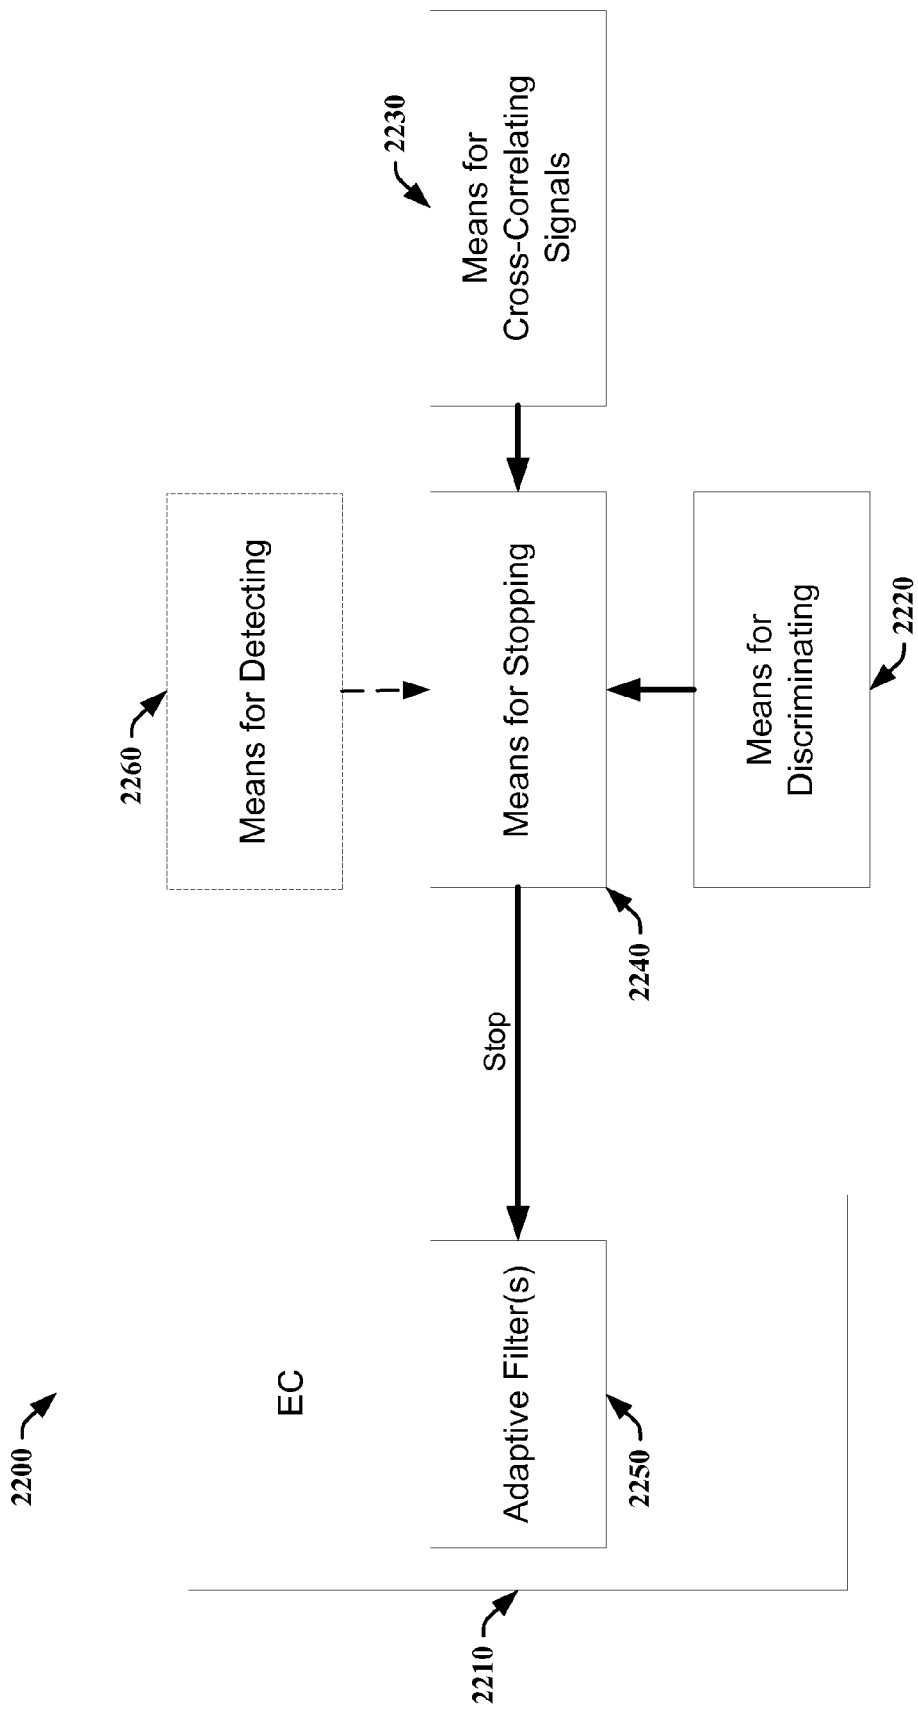 2200
2210
EC
Adaptive Filter(s)
2250
Stop
2260
Means for Detecting
Means for Stopping
2240
Means for
Discriminating
2220
2230
Means for
Cross-Correlating
Signals